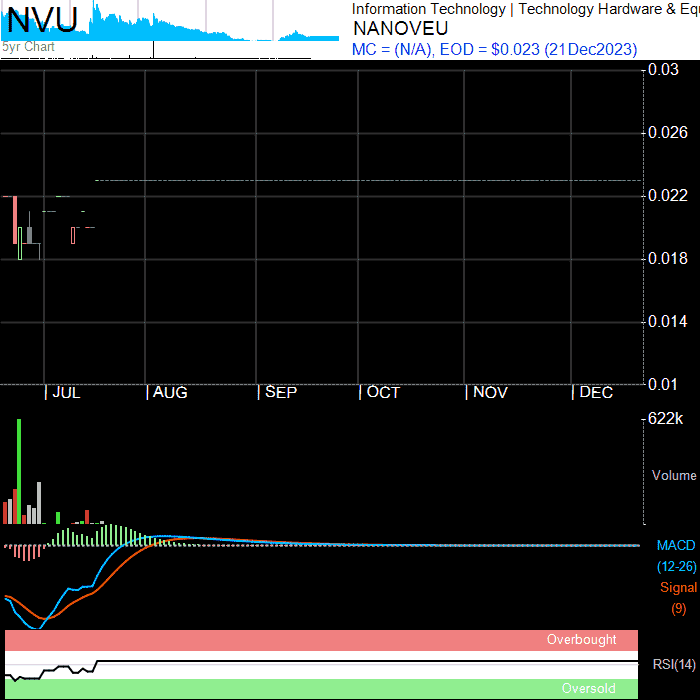 NVU
5yr Chart
Information Technology | Technology Hardware & Equ
NANOVEU
MC = (N/A), EOD = $0.023 (21Dec2023)
0.03
0.026
0.022
0.018
0.014
0.01
JUL AUG SEP OCT NOV DEC
622k
Volume
MACD
(12-26)
Signal
(9)
Overbought
RSI(14)
Oversold